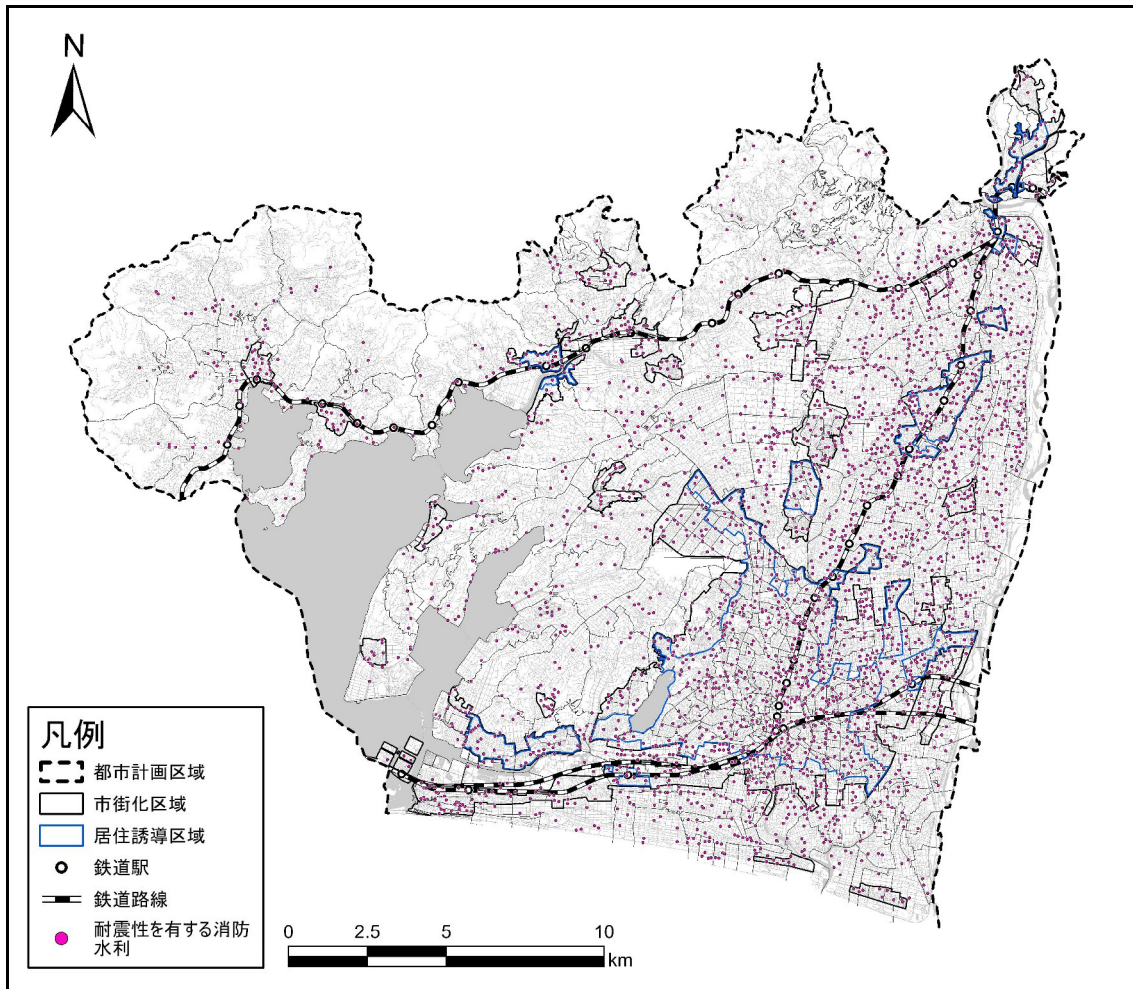 N
凡例
都市計画区域
市街化区域
居住誘導区域
鉄道駅
鉄道路線
耐震性を有する消防
水利
0 2.5 5 10
km